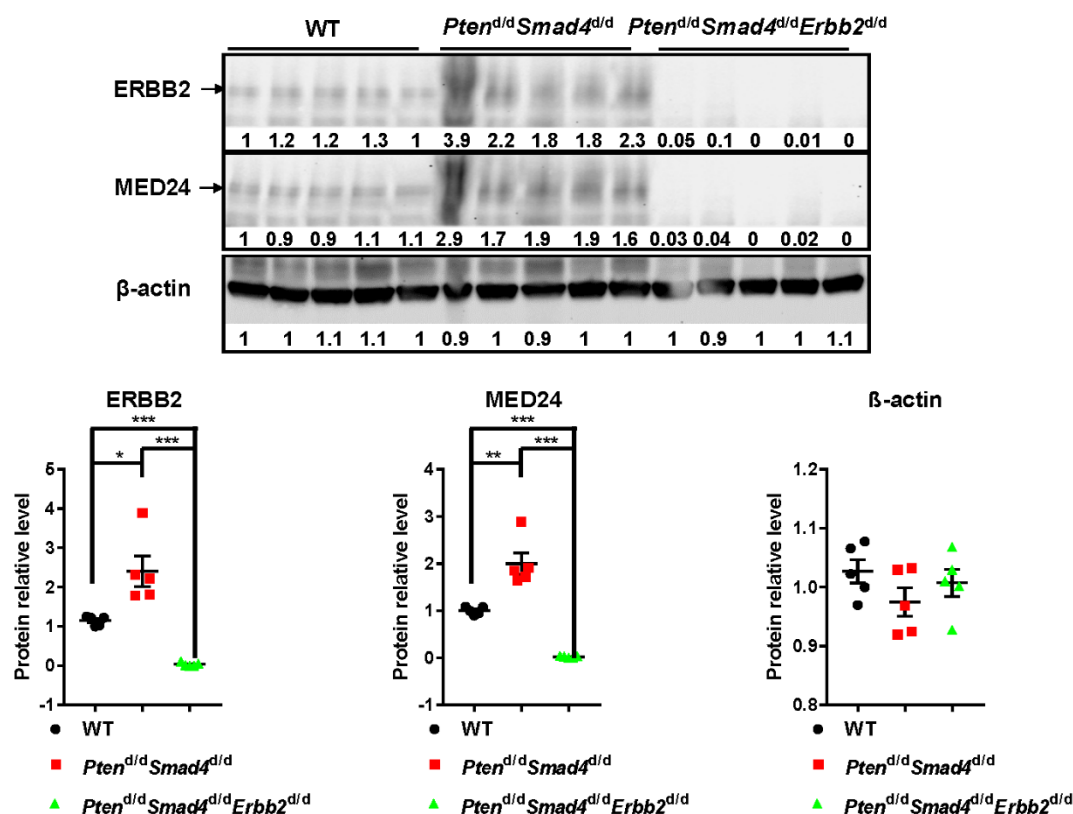 WT Pten^d/d Smad4^d/d Pten^d/d Smad4^d/d Erbb2^d/d
ERBB2
1 1.2 1.2 1.3 1 3.9 2.2 1.8 1.8 2.3 0.05 0.1 0 0.01 0
MED24
1 0.9 0.9 1.1 1.1 2.9 1.7 1.9 1.9 1.6 0.03 0.04 0 0.02 0
β-actin
1 1 1.1 1.1 1 0.9 1 0.9 1 1 1 0.9 1 1 1.1
ERBB2
***
* ***
Protein relative level
5
4
3
2
1
0
-1
WT
Pten^d/d Smad4^d/d
Pten^d/d Smad4^d/d Erbb2^d/d
MED24
***
** ***
Protein relative level
4
3
2
1
0
-1
WT
Pten^d/d Smad4^d/d
Pten^d/d Smad4^d/d Erbb2^d/d
ß-actin
Protein relative level
1.2
1.1
1.0
0.9
0.8
WT
Pten^d/d Smad4^d/d
Pten^d/d Smad4^d/d Erbb2^d/d